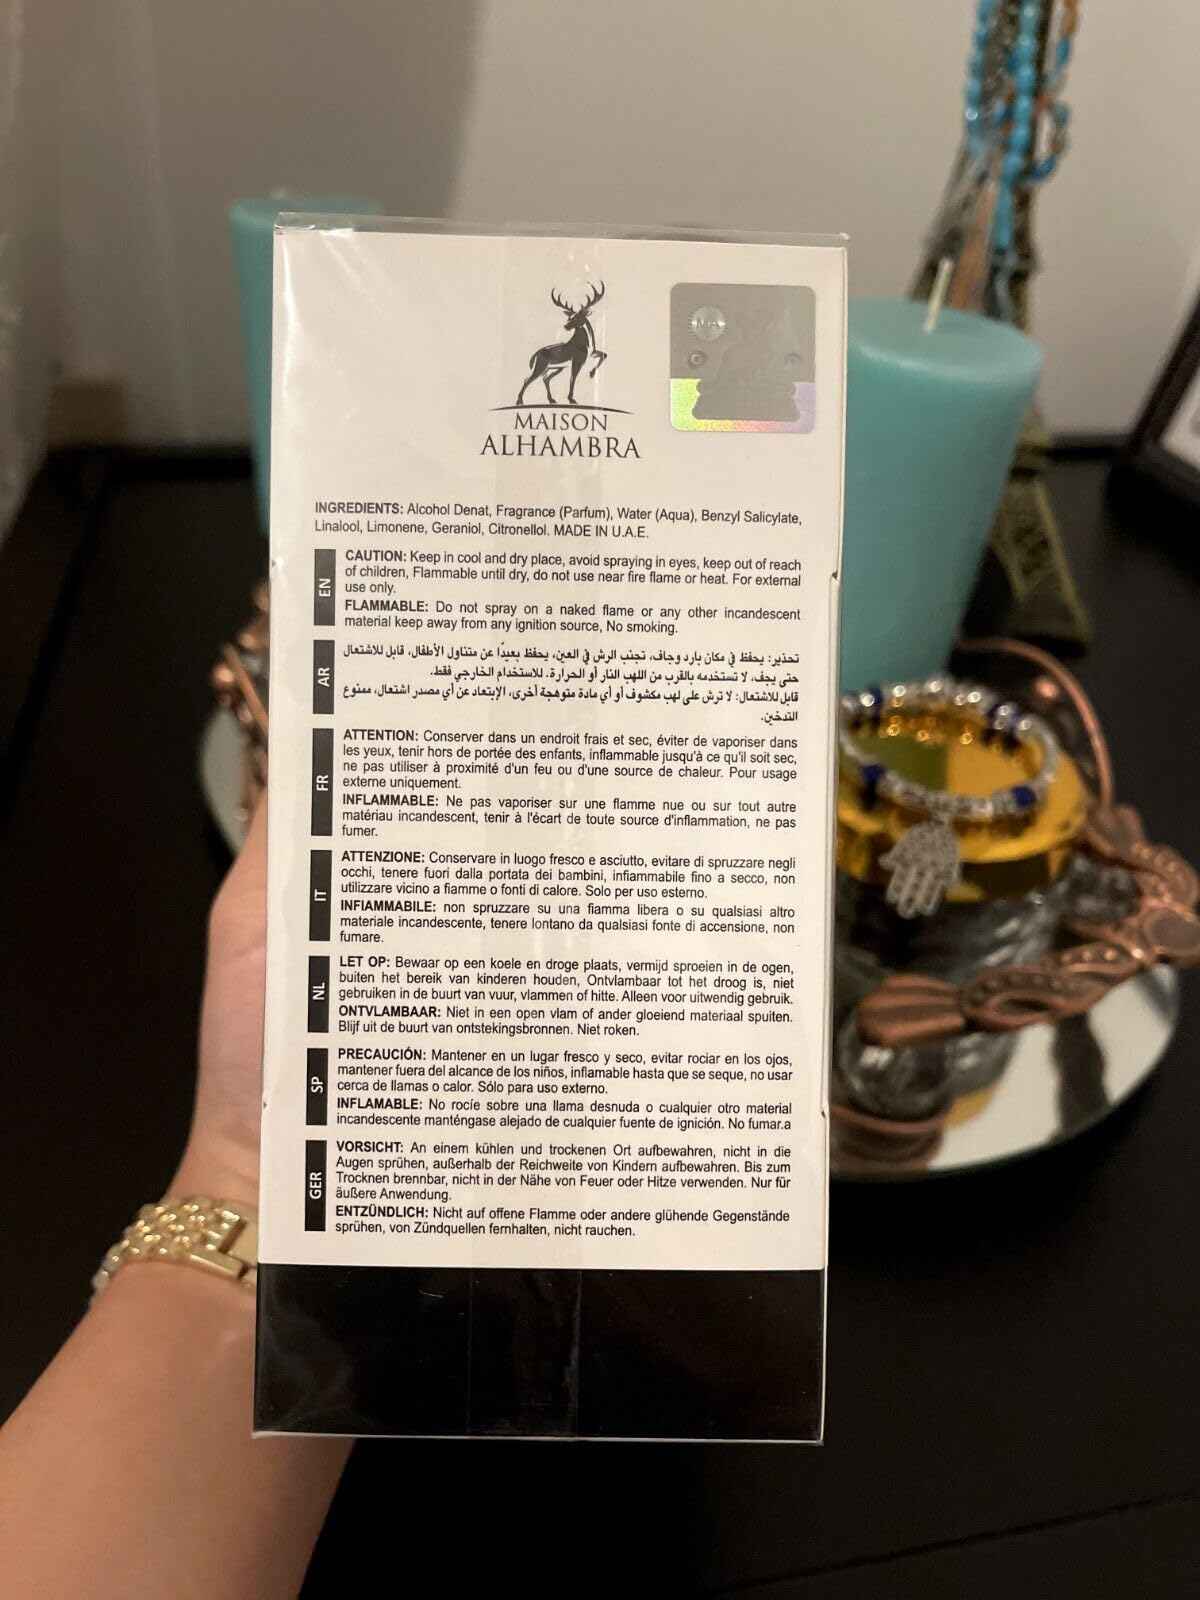 MA
MAISON
ALHAMBRA
INGREDIENTS: Alcohol Denat, Fragrance (Parfum), Water (Aqua), Benzyl Salicylate,
Linalool, Limonene, Geraniol, Citronellol. MADE IN U.A.E.
EN
CAUTION: Keep in cool and dry place, avoid spraying in eyes, keep out of reach
of children, Flammable until dry, do not use near fire flame or heat. For external
use only.
FLAMMABLE: Do not spray on a naked flame or any other incandescent
material keep away from any ignition source, No smoking.
AR
تحذير: يحفظ في مكان بارد وجاف، تجنب الرش في العين، يحفظ بعيداً عن متناول الأطفال، قابل للاشتعال
حتى يجف، لا تستخدمه بالقرب من اللهب النار أو الحرارة. للاستخدام الخارجي فقط.
قابل للاشتعال: لا ترش على لهب مكشوف أو أي مادة متوهجة أخرى، الإبتعاد عن أي مصدر اشتعال، ممنوع
التدخين.
FR
ATTENTION: Conserver dans un endroit frais et sec, éviter de vaporiser dans
les yeux, tenir hors de portée des enfants, inflammable jusqu'à ce qu'il soit sec,
ne pas utiliser à proximité d'un feu ou d'une source de chaleur. Pour usage
externe uniquement.
INFLAMMABLE: Ne pas vaporiser sur une flamme nue ou sur tout autre
matériau incandescent, tenir à l'écart de toute source d'inflammation, ne pas
fumer.
IT
ATTENZIONE: Conservare in luogo fresco e asciutto, evitare di spruzzare negli
occhi, tenere fuori dalla portata dei bambini, infiammabile fino a secco, non
utilizzare vicino a fiamme o fonti di calore. Solo per uso esterno.
INFIAMMABILE: non spruzzare su una fiamma libera o su qualsiasi altro
materiale incandescente, tenere lontano da qualsiasi fonte di accensione, non
fumare.
NL
LET OP: Bewaar op een koele en droge plaats, vermijd sproeien in de ogen,
buiten het bereik van kinderen houden, Ontvlambaar tot het droog is, niet
gebruiken in de buurt van vuur, vlammen of hitte. Alleen voor uitwendig gebruik.
ONTVLAMBAAR: Niet in een open vlam of ander gloeiend materiaal spuiten.
Blijf uit de buurt van ontstekingsbronnen. Niet roken.
SP
PRECAUCIÓN: Mantener en un lugar fresco y seco, evitar rociar en los ojos,
mantener fuera del alcance de los niños, inflamable hasta que se seque, no usar
cerca de llamas o calor. Sólo para uso externo.
INFLAMABLE: No rocíe sobre una llama desnuda o cualquier otro material
incandescente manténgase alejado de cualquier fuente de ignición. No fumar.a
GER
VORSICHT: An einem kühlen und trockenen Ort aufbewahren, nicht in die
Augen sprühen, außerhalb der Reichweite von Kindern aufbewahren. Bis zum
Trocknen brennbar, nicht in der Nähe von Feuer oder Hitze verwenden. Nur für
äußere Anwendung.
ENTZÜNDLICH: Nicht auf offene Flamme oder andere glühende Gegenstände
sprühen, von Zündquellen fernhalten, nicht rauchen.